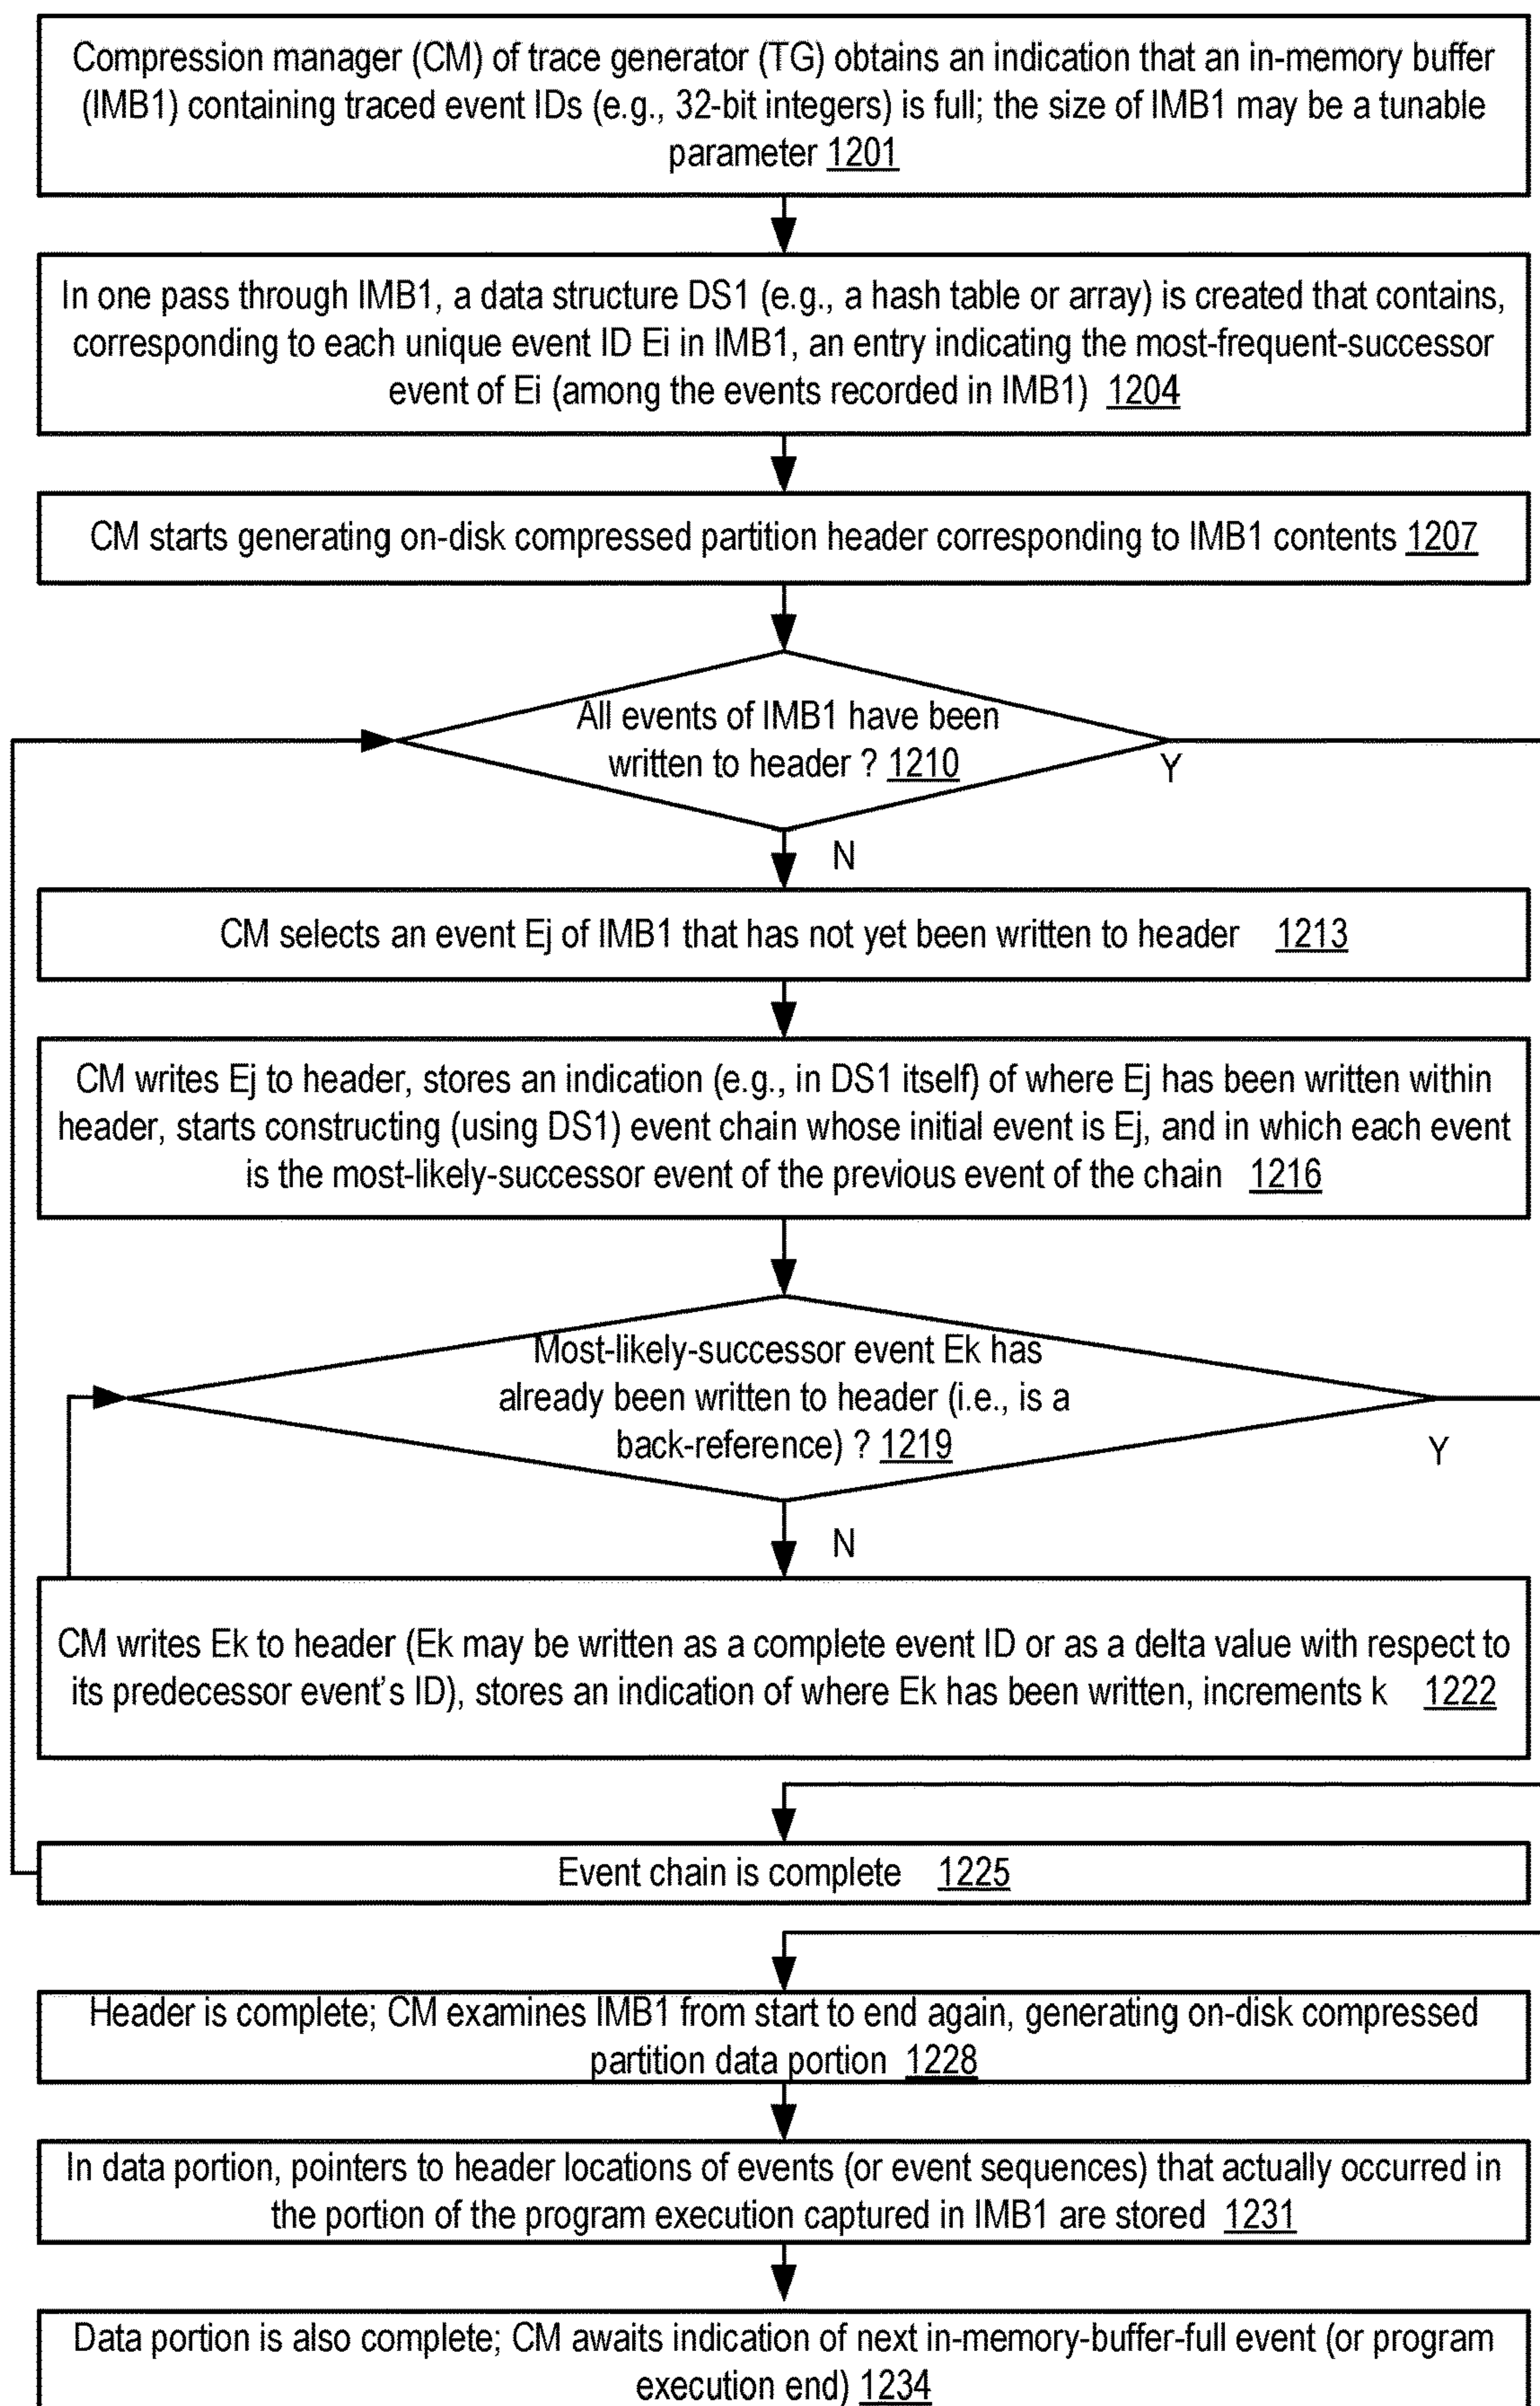 Compression manager (CM) of trace generator (TG) obtains an indication that an in-memory buffer
(IMB1) containing traced event IDs (e.g., 32-bit integers) is full; the size of IMB1 may be a tunable
parameter 1201
In one pass through IMB1, a data structure DS1 (e.g., a hash table or array) is created that contains,
corresponding to each unique event ID Ei in IMB1, an entry indicating the most-frequent-successor
event of Ei (among the events recorded in IMB1) 1204
CM starts generating on-disk compressed partition header corresponding to IMB1 contents 1207
All events of IMB1 have been
written to header ? 1210
Y
N
CM selects an event Ej of IMB1 that has not yet been written to header 1213
CM writes Ej to header, stores an indication (e.g., in DS1 itself) of where Ej has been written within
header, starts constructing (using DS1) event chain whose initial event is Ej, and in which each event
is the most-likely-successor event of the previous event of the chain 1216
Most-likely-successor event Ek has
already been written to header (i.e., is a
back-reference) ? 1219
Y
N
CM writes Ek to header (Ek may be written as a complete event ID or as a delta value with respect to
its predecessor event's ID), stores an indication of where Ek has been written, increments k 1222
Event chain is complete 1225
Header is complete; CM examines IMB1 from start to end again, generating on-disk compressed
partition data portion 1228
In data portion, pointers to header locations of events (or event sequences) that actually occurred in
the portion of the program execution captured in IMB1 are stored 1231
Data portion is also complete; CM awaits indication of next in-memory-buffer-full event (or program
execution end) 1234